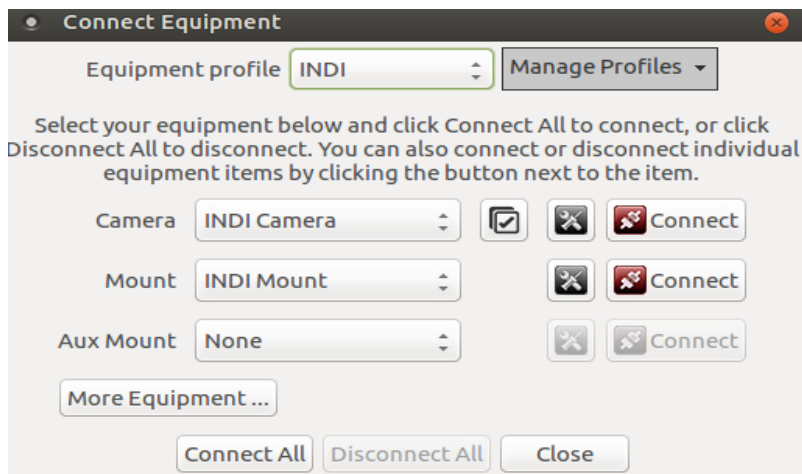 Connect Equipment
Equipment profile INDI Manage Profiles
Select your equipment below and click Connect All to connect, or click
Disconnect All to disconnect. You can also connect or disconnect individual
equipment items by clicking the button next to the item.
Camera INDI Camera Connect
Mount INDI Mount Connect
Aux Mount None Connect
More Equipment ...
Connect All Disconnect All Close